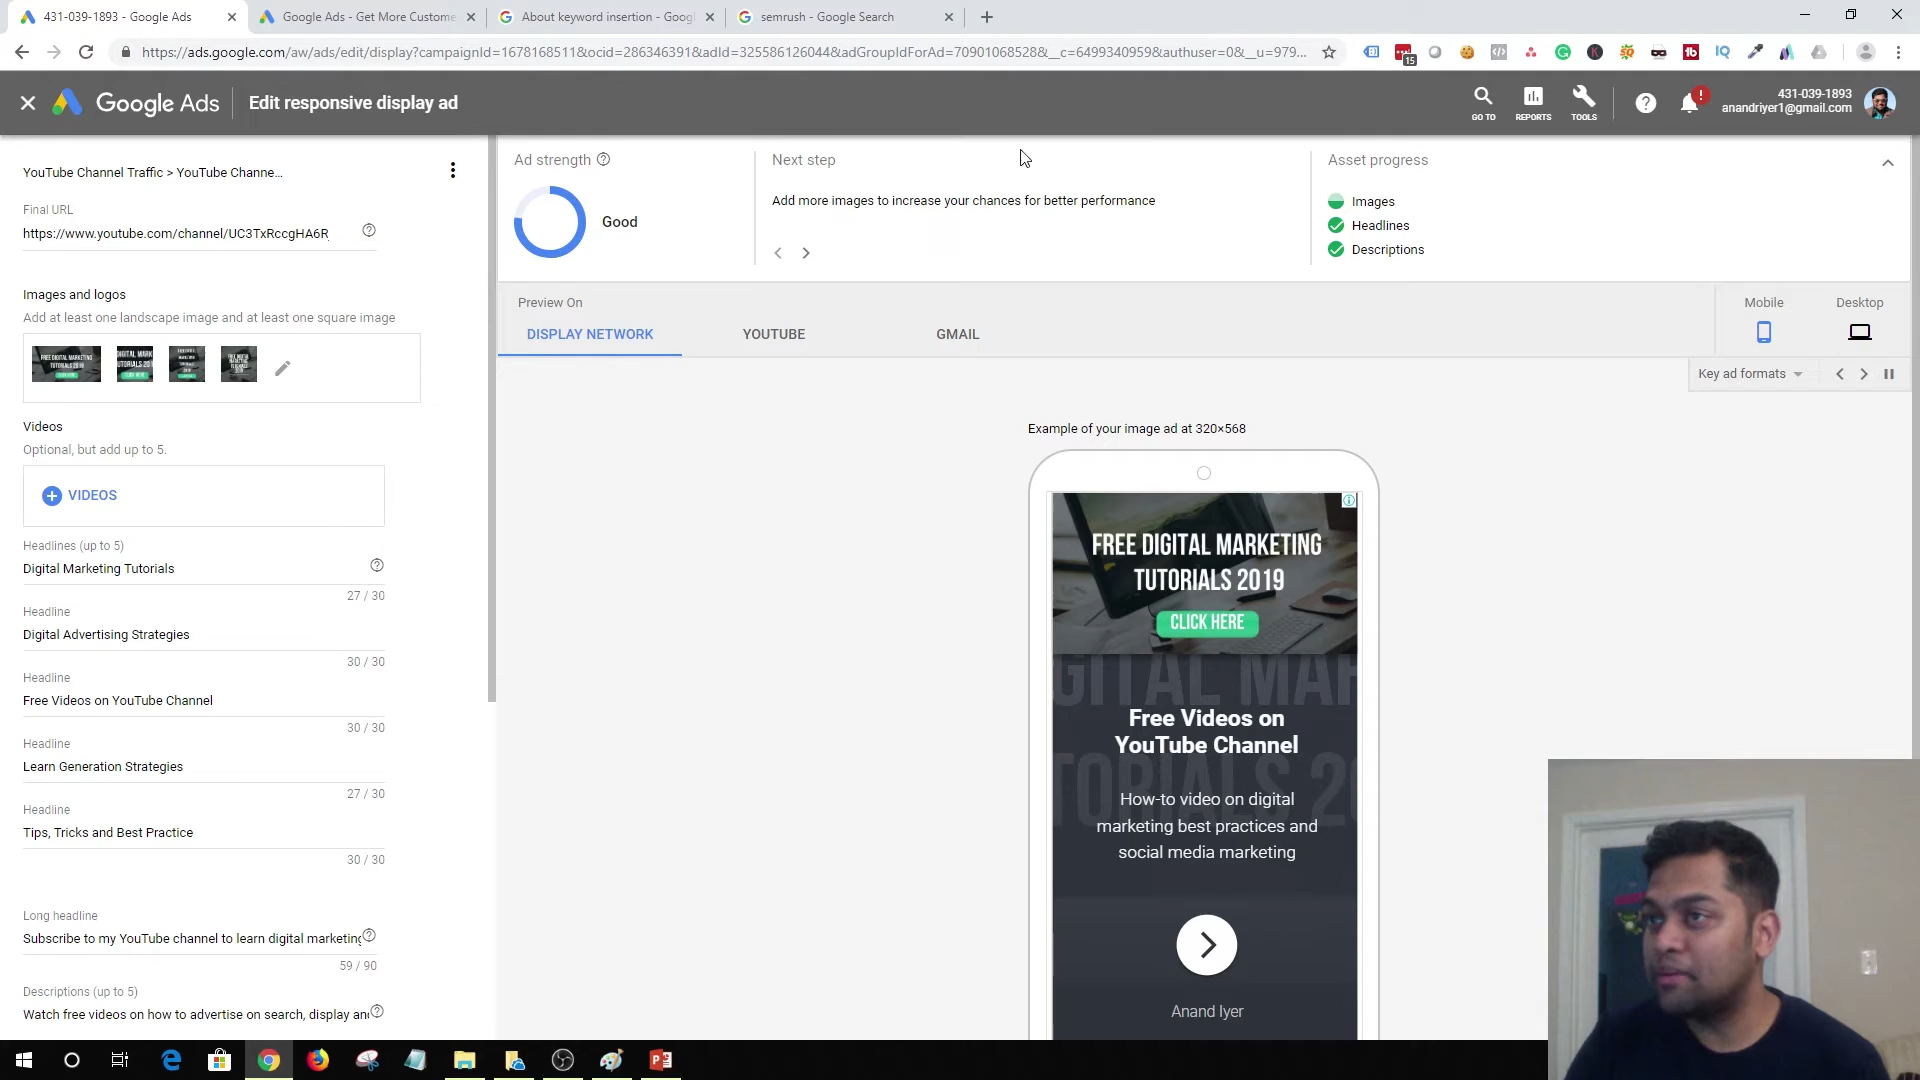 431-039-1893 - Google Ads
Google Ads - Get More Custome
About keyword insertion - Goog
semrush - Google Search
https://ads.google.com/aw/ads/edit/display?campaignId=1678168511&ocid=286346391&adId=325586126044&adGroupIdForAd=70901068528&__c=6499340959&authuser=0&__u=979...
15
Google Ads
Edit responsive display ad
GO TO
REPORTS
TOOLS
431-039-1893
anandriyer1@gmail.com
YouTube Channel Traffic > YouTube Channe...
Final URL
https://www.youtube.com/channel/UC3TxRccgHA6R
Images and logos
Add at least one landscape image and at least one square image
Videos
Optional, but add up to 5.
VIDEOS
Headlines (up to 5)
Digital Marketing Tutorials
27 / 30
Headline
Digital Advertising Strategies
30 / 30
Headline
Free Videos on YouTube Channel
30 / 30
Headline
Learn Generation Strategies
27 / 30
Headline
Tips, Tricks and Best Practice
30 / 30
Long headline
Subscribe to my YouTube channel to learn digital marketing
59 / 90
Descriptions (up to 5)
Watch free videos on how to advertise on search, display and
Ad strength
Good
Next step
Add more images to increase your chances for better performance
Asset progress
Images
Headlines
Descriptions
Preview On
DISPLAY NETWORK
YOUTUBE
GMAIL
Mobile
Desktop
Key ad formats
Example of your image ad at 320×568
FREE DIGITAL MARKETING
TUTORIALS 2019
CLICK HERE
Free Videos on
YouTube Channel
How-to video on digital
marketing best practices and
social media marketing
Anand Iyer